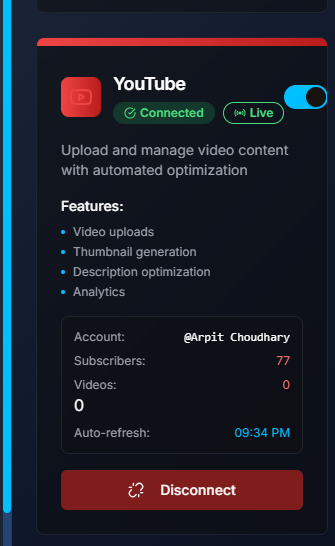 YouTube
Connected Live
Upload and manage video content
with automated optimization
Features:
Video uploads
Thumbnail generation
Description optimization
Analytics
Account: @Arpit Choudhary
Subscribers: 77
Videos: 0
0
Auto-refresh: 09:34 PM
Disconnect